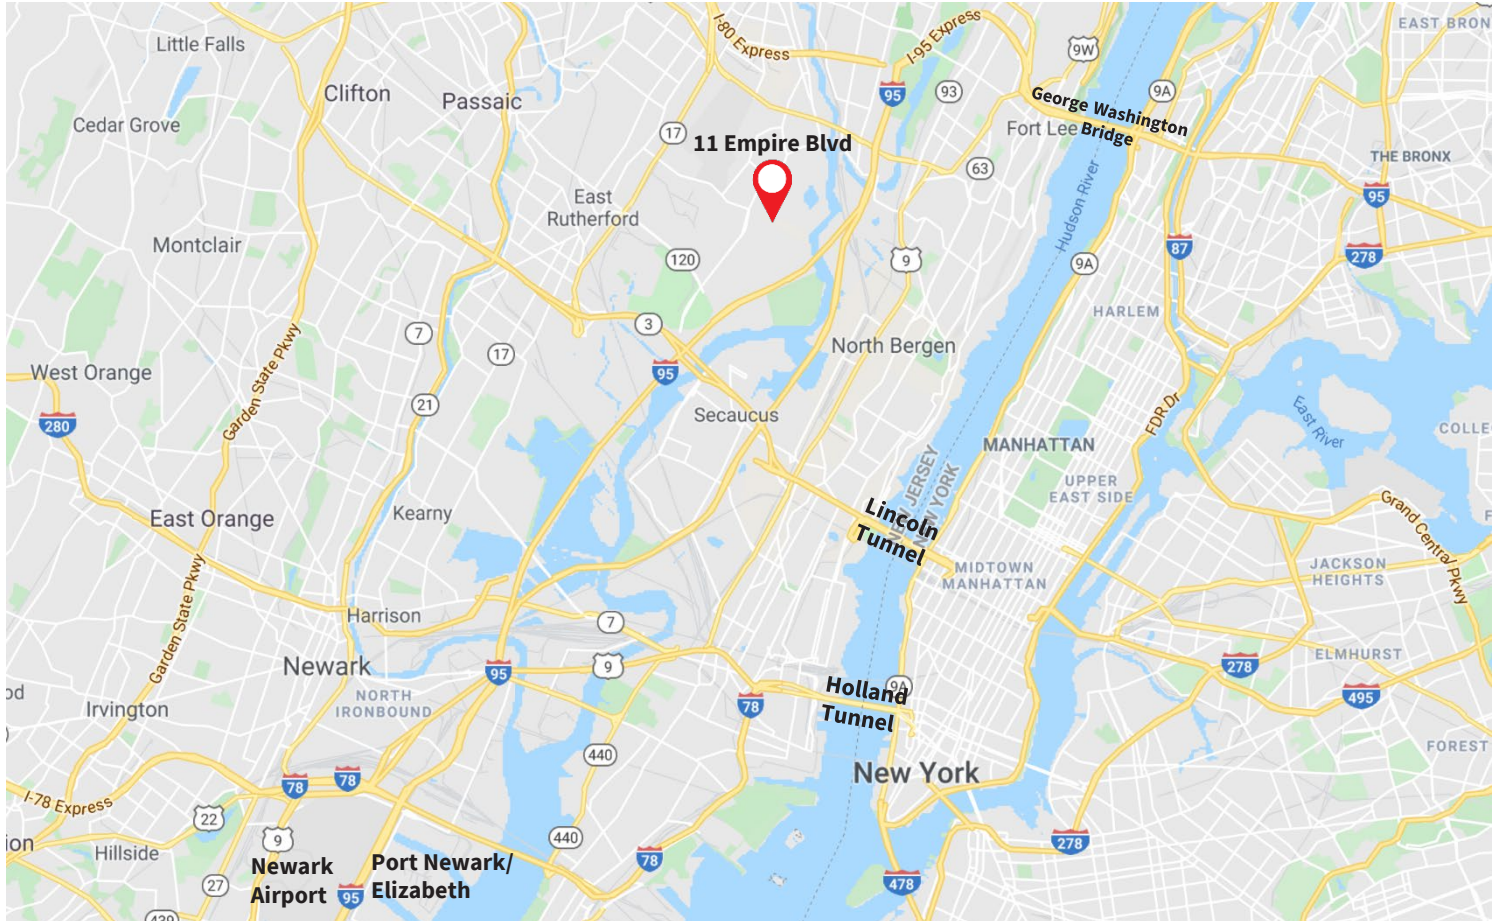 Little Falls
I-80 Express
I-95 Express
9W
EAST BRON
Clifton
Passaic
95
93
9A
George Washington
Bridge
Cedar Grove
17
11 Empire Blvd
Fort Lee
THE BRONX
63
95
East
Rutherford
Hudson River
Montclair
120
9
9A
87
278
HARLEM
3
7
17
North Bergen
Garden State Pkwy
West Orange
95
280
21
Secaucus
FDR Dr
East River
COLLE
MANHATTAN
NEW JERSEY
NEW YORK
UPPER
EAST SIDE
East Orange
Kearny
Lincoln
Tunnel
Grand Central Pkwy
F
MIDTOWN
MANHATTAN
JACKSON
HEIGHTS
Garden State Pkwy
Harrison
7
Newark
95
9
278
ELMHURST
od
NORTH
IRONBOUND
Irvington
Holland
Tunnel
9A
78
495
440
FOREST
New York
78
78
I-78 Express
22
9
440
278
ion
Hillside
Newark
Airport
Port Newark/
Elizabeth
78
27
95
478
439